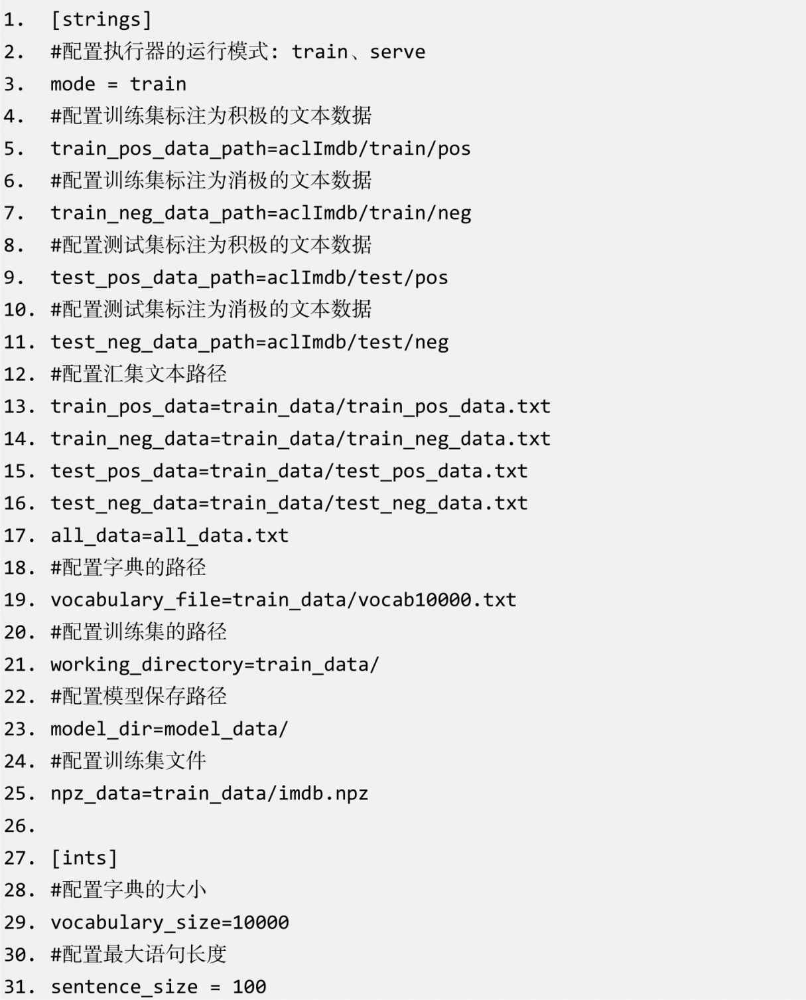 1. [strings]
2. #配置执行器的运行模式: train、serve
3. mode = train
4. #配置训练集标注为积极的文本数据
5. train_pos_data_path=aclImdb/train/pos
6. #配置训练集标注为消极的文本数据
7. train_neg_data_path=aclImdb/train/neg
8. #配置测试集标注为积极的文本数据
9. test_pos_data_path=aclImdb/test/pos
10. #配置测试集标注为消极的文本数据
11. test_neg_data_path=aclImdb/test/neg
12. #配置汇集文本路径
13. train_pos_data=train_data/train_pos_data.txt
14. train_neg_data=train_data/train_neg_data.txt
15. test_pos_data=train_data/test_pos_data.txt
16. test_neg_data=train_data/test_neg_data.txt
17. all_data=all_data.txt
18. #配置字典的路径
19. vocabulary_file=train_data/vocab10000.txt
20. #配置训练集的路径
21. working_directory=train_data/
22. #配置模型保存路径
23. model_dir=model_data/
24. #配置训练集文件
25. npz_data=train_data/imdb.npz
26.
27. [ints]
28. #配置字典的大小
29. vocabulary_size=10000
30. #配置最大语句长度
31. sentence_size = 100